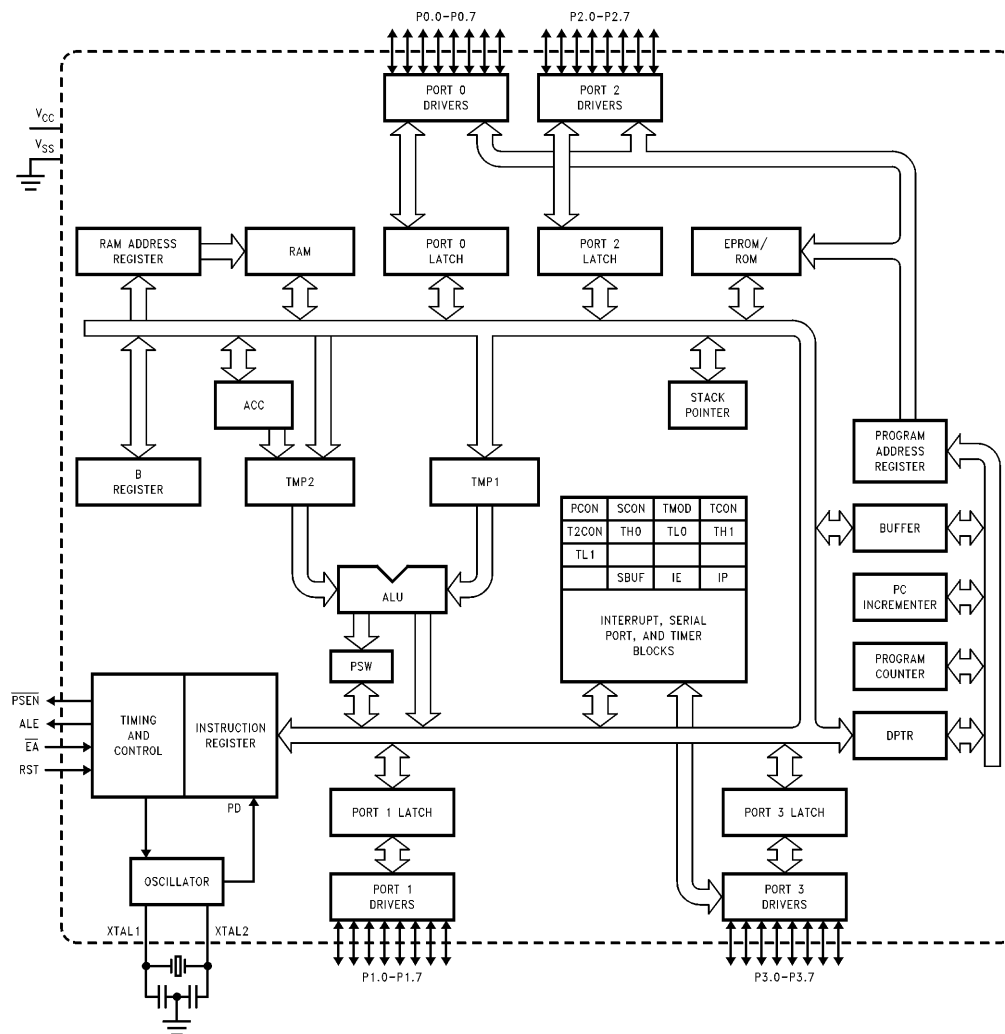 P0.0–P0.7
P2.0–P2.7
PORT 0
DRIVERS
PORT 2
DRIVERS
VCC
VSS
RAM ADDRESS
REGISTER
RAM
PORT 0
LATCH
PORT 2
LATCH
EPROM/
ROM
ACC
STACK
POINTER
B
REGISTER
TMP2
TMP1
PROGRAM
ADDRESS
REGISTER
PCON SCON TMOD TCON
T2CON TH0 TL0 TH1
TL1
SBUF IE IP
INTERRUPT, SERIAL
PORT, AND TIMER
BLOCKS
BUFFER
ALU
PC
INCREMENTER
PSW
PROGRAM
COUNTER
PSEN
ALE
EA
RST
TIMING
AND
CONTROL
INSTRUCTION
REGISTER
DPTR
PD
PORT 1 LATCH
PORT 3 LATCH
OSCILLATOR
PORT 1
DRIVERS
PORT 3
DRIVERS
XTAL1
XTAL2
P1.0–P1.7
P3.0–P3.7